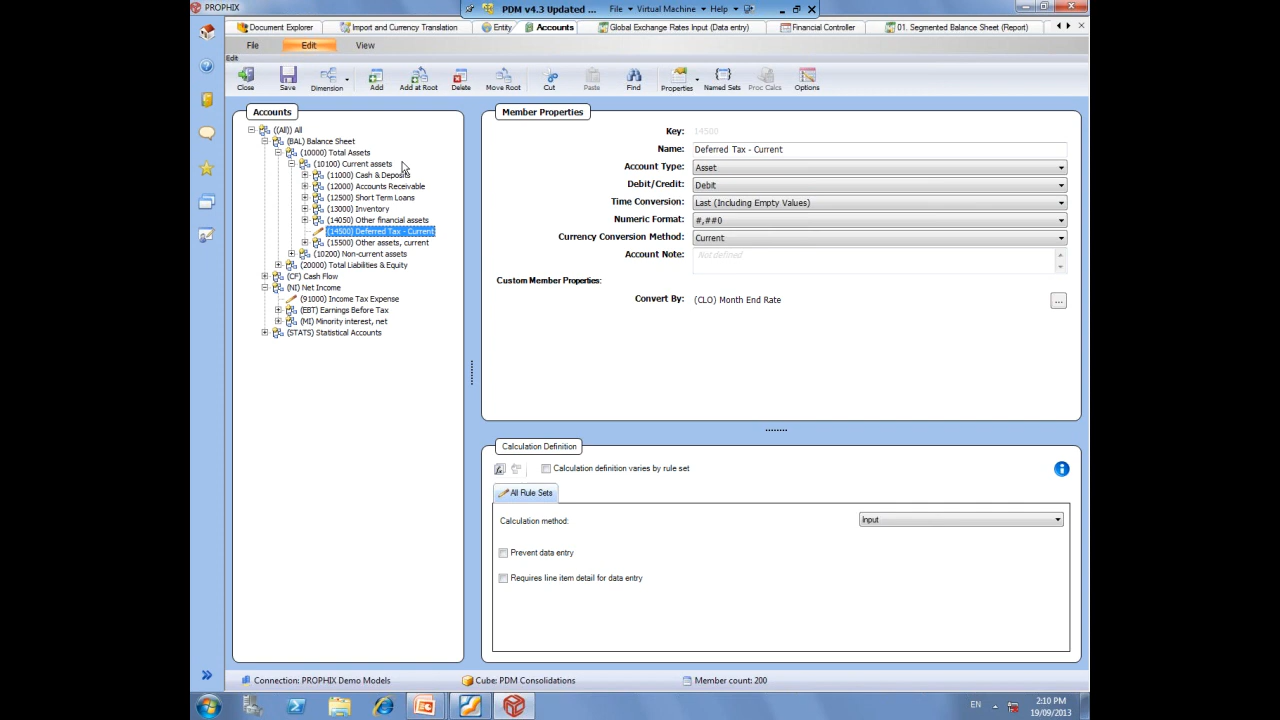 PROPHIX
PDM v4.3 Updated ... File Virtual Machine Help
Document Explorer Import and Currency Translation Entity Accounts Global Exchange Rates Input (Data entry) Financial Controller 01. Segmented Balance Sheet (Report)
File Edit View
Edit
Close Save Dimension Add Add at Root Delete Move Root Cut Paste Find Properties Named Sets Proc Calcs Options
Accounts
((All)) All
(BAL) Balance Sheet
(10000) Total Assets
(10100) Current assets
(11000) Cash & Deposits
(12000) Accounts Receivable
(12500) Short Term Loans
(13000) Inventory
(14050) Other financial assets
(14500) Deferred Tax - Current
(15500) Other assets, current
(10200) Non-current assets
(20000) Total Liabilities & Equity
(CF) Cash Flow
(NI) Net Income
(91000) Income Tax Expense
(EBT) Earnings Before Tax
(MI) Minority interest, net
(STATS) Statistical Accounts
Member Properties
Key: 14500
Name: Deferred Tax - Current
Account Type: Asset
Debit/Credit: Debit
Time Conversion: Last (Including Empty Values)
Numeric Format: #,##0
Currency Conversion Method: Current
Account Note: Not defined
Custom Member Properties:
Convert By: (CLO) Month End Rate ...
Calculation Definition
Calculation definition varies by rule set
All Rule Sets
Calculation method: Input
Prevent data entry
Requires line item detail for data entry
Connection: PROPHIX Demo Models Cube: PDM Consolidations Member count: 200
EN 2:10 PM
19/09/2013